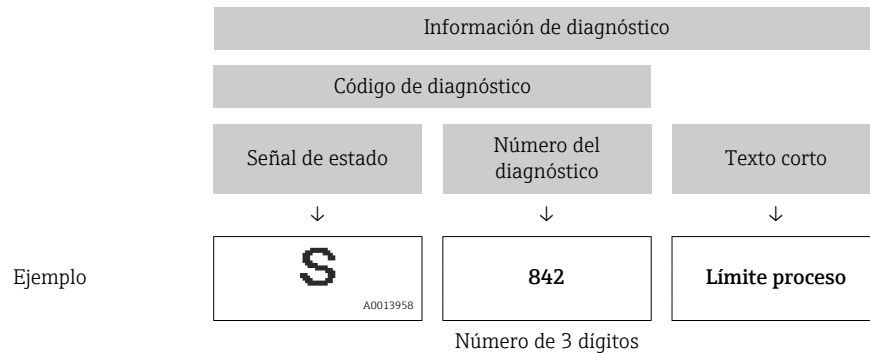 Información de diagnóstico
Código de diagnóstico
Señal de estado
Número del
diagnóstico
Texto corto
↓ ↓ ↓
Ejemplo
S
A0013958
842
Límite proceso
Número de 3 dígitos